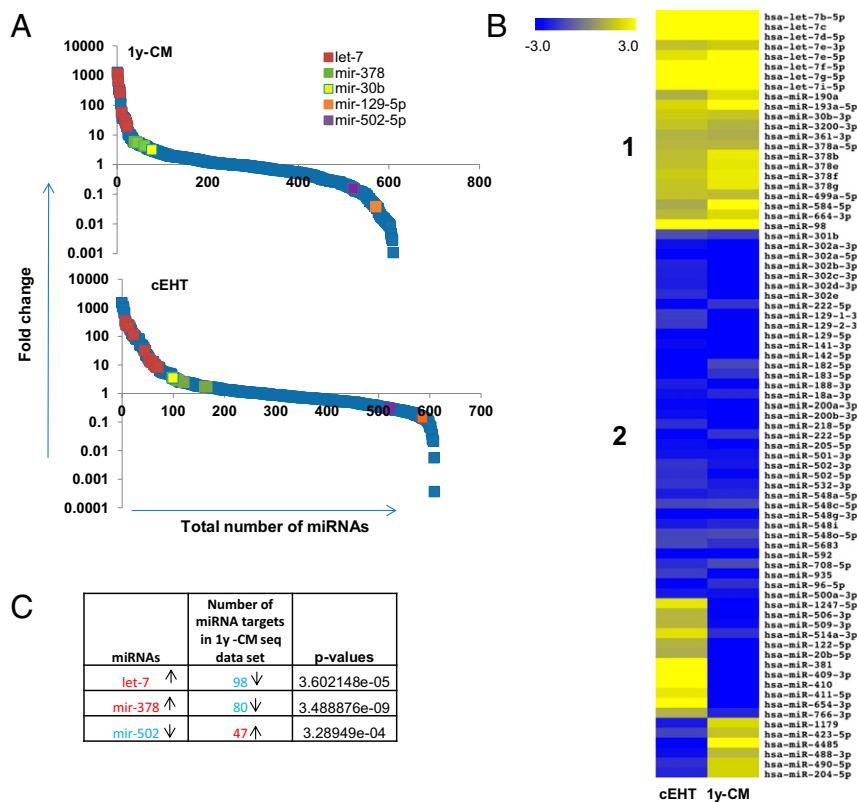 A
1y-CM
10000
1000
100
10
1
0.1
0.01
0.001
0
200
400
600
800
let-7
mir-378
mir-30b
mir-129-5p
mir-502-5p
cEHT
10000
1000
100
10
1
0.1
0.01
0.001
0.0001
0
100
200
300
400
500
600
700
Fold change
Total number of miRNAs
B
-3.0
3.0
1
2
hsa-let-7b-5p
hsa-let-7c
hsa-let-7d-5p
hsa-let-7e-3p
hsa-let-7e-5p
hsa-let-7f-5p
hsa-let-7g-5p
hsa-let-7i-5p
hsa-miR-190a
hsa-miR-193a-5p
hsa-miR-30b-3p
hsa-miR-3200-3p
hsa-miR-361-3p
hsa-miR-378a-5p
hsa-miR-378b
hsa-miR-378e
hsa-miR-378f
hsa-miR-378g
hsa-miR-499a-5p
hsa-miR-584-5p
hsa-miR-664-3p
hsa-miR-98
hsa-miR-301b
hsa-miR-302a-3p
hsa-miR-302a-5p
hsa-miR-302b-3p
hsa-miR-302c-3p
hsa-miR-302d-3p
hsa-miR-302e
hsa-miR-222-5p
hsa-miR-129-1-3
hsa-miR-129-2-3
hsa-miR-129-5p
hsa-miR-141-3p
hsa-miR-142-5p
hsa-miR-182-5p
hsa-miR-183-5p
hsa-miR-188-3p
hsa-miR-18a-3p
hsa-miR-200a-3p
hsa-miR-200b-3p
hsa-miR-218-5p
hsa-miR-222-5p
hsa-miR-205-5p
hsa-miR-501-3p
hsa-miR-502-3p
hsa-miR-502-5p
hsa-miR-532-3p
hsa-miR-548a-5p
hsa-miR-548c-5p
hsa-miR-548g-3p
hsa-miR-548i
hsa-miR-548o-5p
hsa-miR-5683
hsa-miR-592
hsa-miR-708-5p
hsa-miR-935
hsa-miR-96-5p
hsa-miR-500a-3p
hsa-miR-1247-5p
hsa-miR-506-3p
hsa-miR-509-3p
hsa-miR-514a-3p
hsa-miR-122-5p
hsa-miR-20b-5p
hsa-miR-381
hsa-miR-409-3p
hsa-miR-410
hsa-miR-411-5p
hsa-miR-654-3p
hsa-miR-766-3p
hsa-miR-1179
hsa-miR-423-5p
hsa-miR-4485
hsa-miR-488-3p
hsa-miR-490-5p
hsa-miR-204-5p
cEHT 1y-CM
C
miRNAs
Number of
miRNA targets
in 1y -CM seq
data set
p-values
let-7 ↑ 98 ↓ 3.602148e-05
mir-378 ↑ 80 ↓ 3.488876e-09
mir-502 ↓ 47 ↑ 3.28949e-04